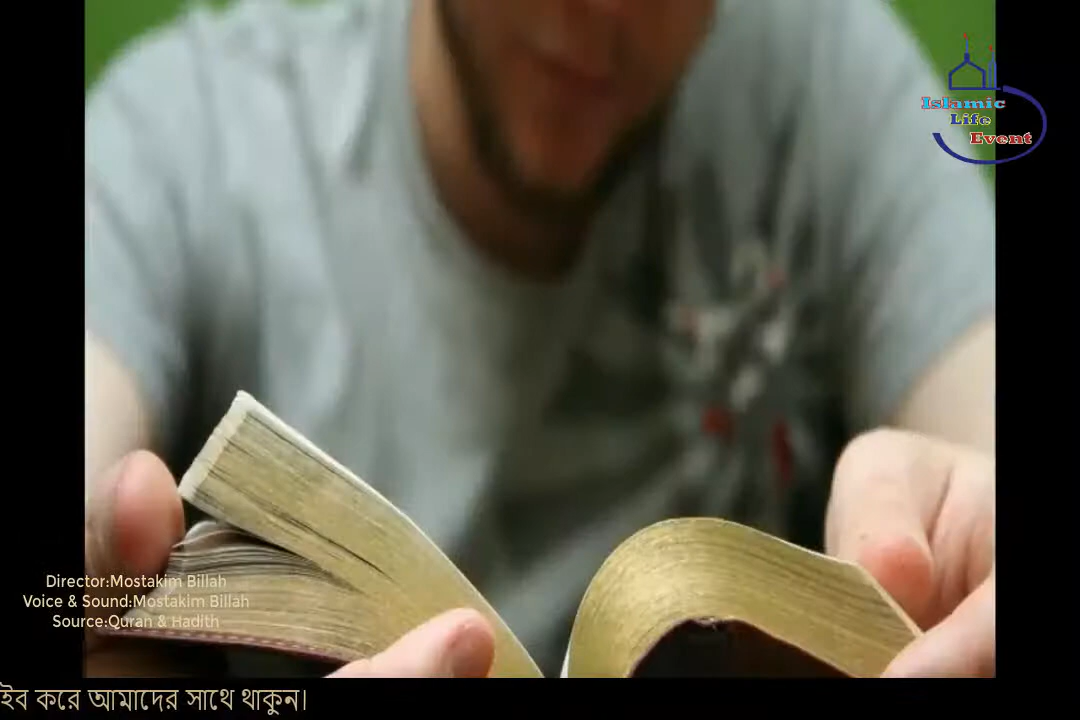 Islamic
Life
Event
Director:Mostakim Billah
Voice & Sound:Mostakim Billah
Source:Quran & Hadith
ইব করে আমাদের সাথে থাকুন।